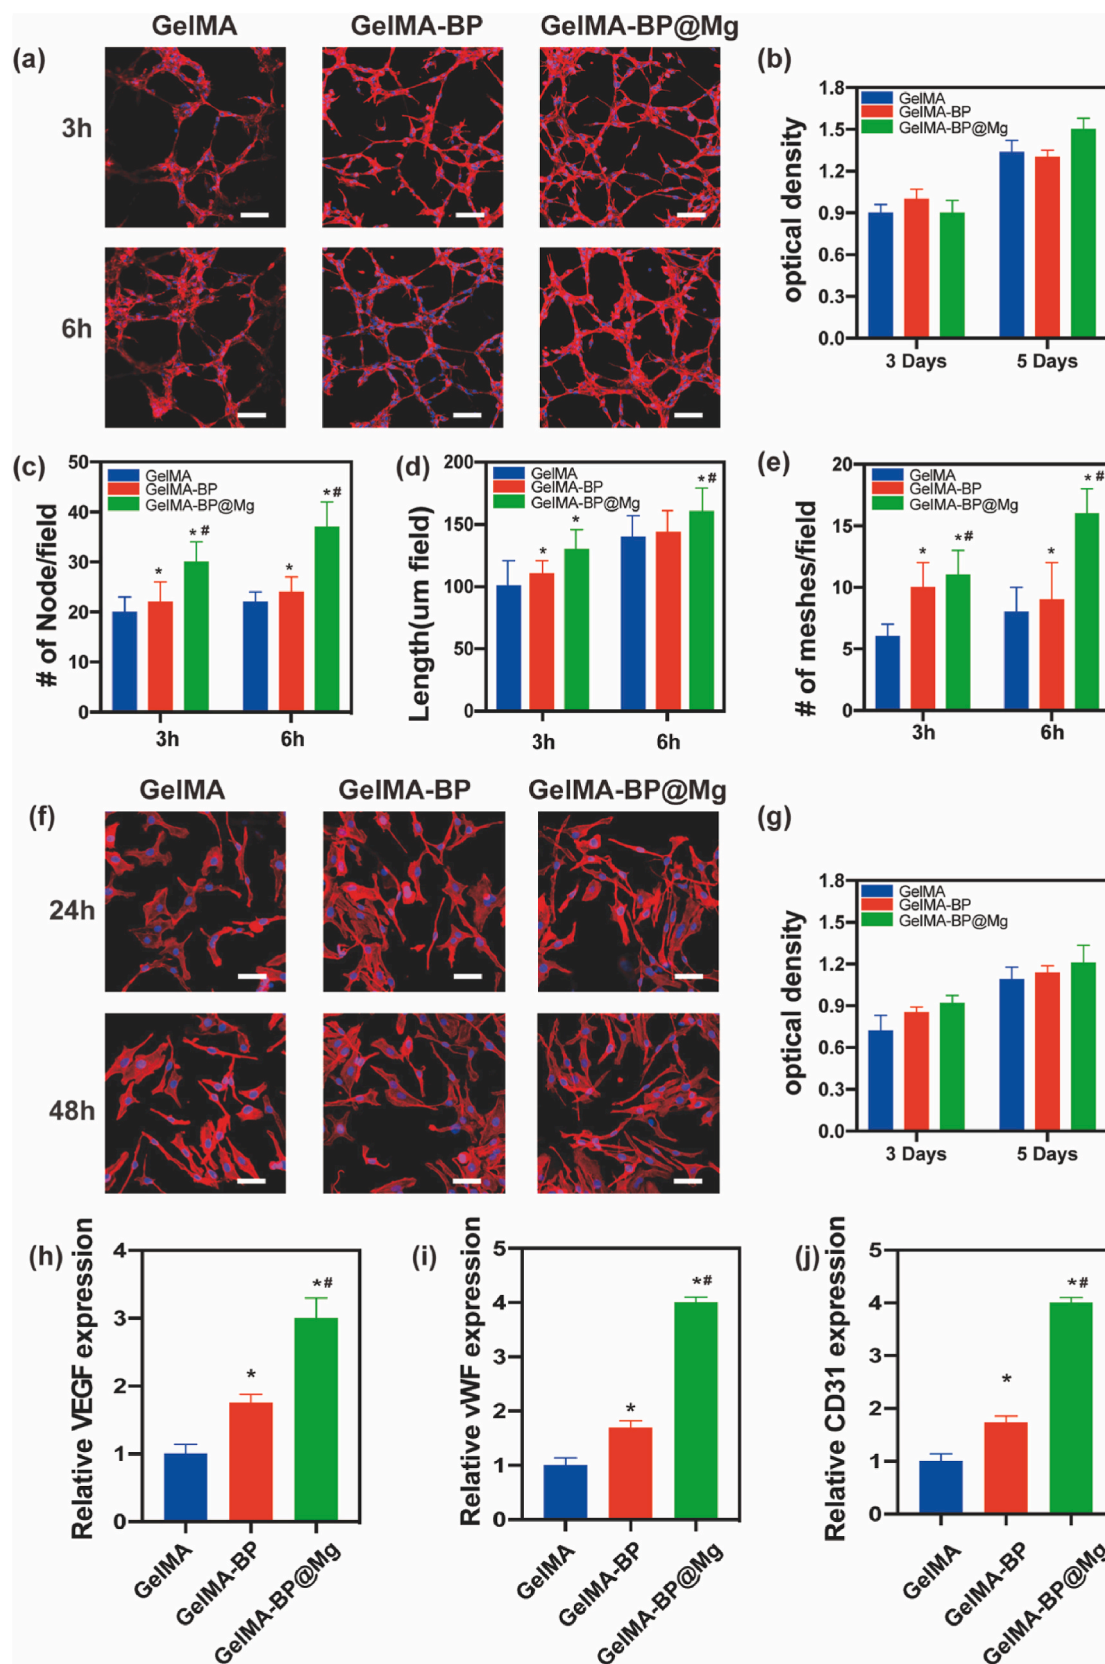 GelMA GelMA-BP GelMA-BP@Mg
(a)
3h
6h
(b)
optical density
1.8
1.5
1.2
0.9
0.6
0.3
0.0
GelMA
GelMA-BP
GelMA-BP@Mg
3 Days 5 Days
(c)
# of Node/field
50
40
30
20
10
0
GelMA
GelMA-BP
GelMA-BP@Mg
* *# * *#
3h 6h
(d)
Length(um field)
200
150
100
50
0
GelMA
GelMA-BP
GelMA-BP@Mg
* * *#
3h 6h
(e)
# of meshes/field
20
15
10
5
0
GelMA
GelMA-BP
GelMA-BP@Mg
* *# * *#
3h 6h
GelMA GelMA-BP GelMA-BP@Mg
(f)
24h
48h
(g)
optical density
1.8
1.5
1.2
0.9
0.6
0.3
0.0
GelMA
GelMA-BP
GelMA-BP@Mg
3 Days 5 Days
(h)
Relative VEGF expression
4
3
2
1
0
* *#
GelMA GelMA-BP GelMA-BP@Mg
(i)
Relative vWF expression
5
4
3
2
1
0
* *#
GelMA GelMA-BP GelMA-BP@Mg
(j)
Relative CD31 expression
5
4
3
2
1
0
* *#
GelMA GelMA-BP GelMA-BP@Mg